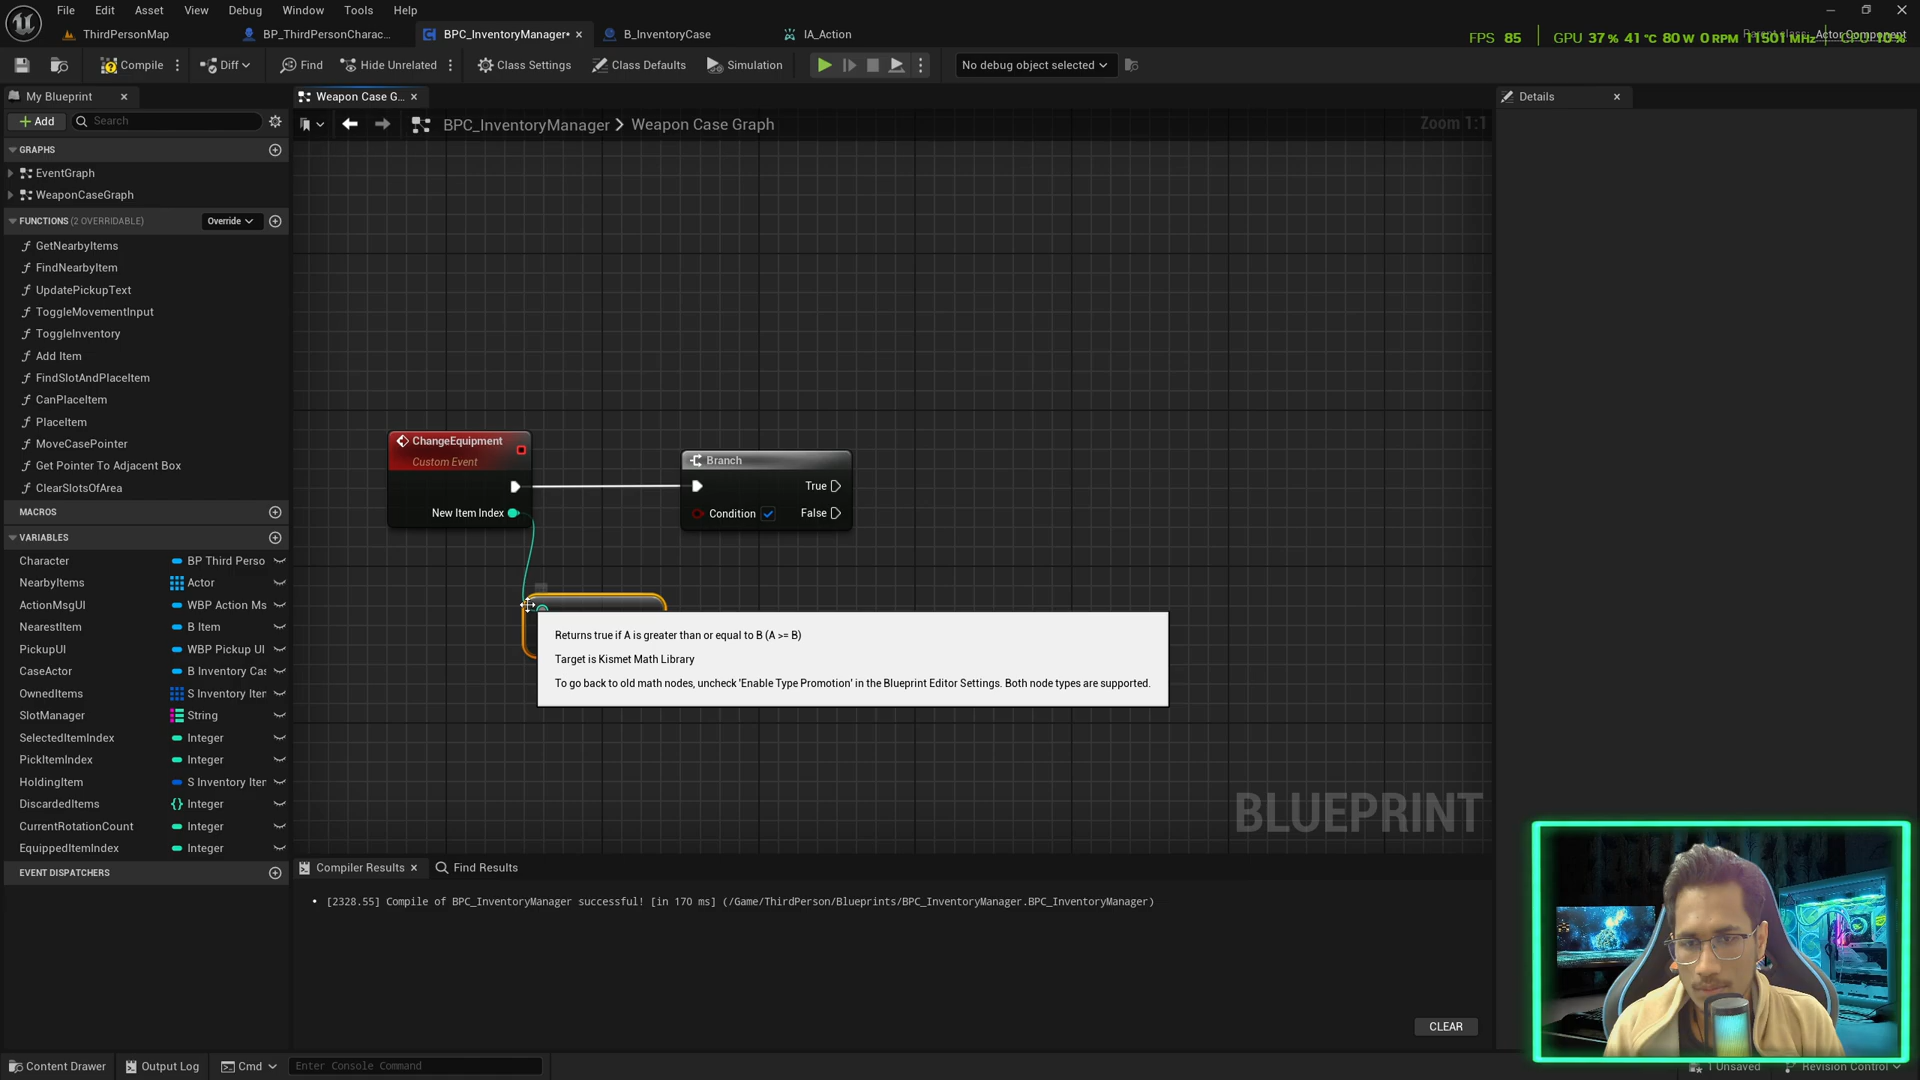 File Edit Asset View Debug Window Tools Help
ThirdPersonMap BP_ThirdPersonCharac... BPC_InventoryManager• B_InventoryCase IA_Action
FPS 85 GPU 37 % 41 °C 80 W 0 RPM 11501 MHz Actor Component
Compile Diff Find Hide Unrelated Class Settings Class Defaults Simulation No debug object selected
My Blueprint
Weapon Case G...
Details
Add Search
BPC_InventoryManager > Weapon Case Graph
Zoom 1:1
GRAPHS
EventGraph
WeaponCaseGraph
FUNCTIONS (2 OVERRIDABLE) Override
GetNearbyItems
FindNearbyItem
UpdatePickupText
ToggleMovementInput
ToggleInventory
Add Item
FindSlotAndPlaceItem
CanPlaceItem
PlaceItem
MoveCasePointer
Get Pointer To Adjacent Box
ClearSlotsOfArea
MACROS
VARIABLES
Character BP Third Perso
NearbyItems Actor
ActionMsgUI WBP Action Ms
NearestItem B Item
PickupUI WBP Pickup UI
CaseActor B Inventory Cas
OwnedItems S Inventory Iter
SlotManager String
SelectedItemIndex Integer
PickItemIndex Integer
HoldingItem S Inventory Iter
DiscardedItems Integer
CurrentRotationCount Integer
EquippedItemIndex Integer
EVENT DISPATCHERS
ChangeEquipment
Custom Event
New Item Index
Branch
True
Condition False
Returns true if A is greater than or equal to B (A >= B)
Target is Kismet Math Library
To go back to old math nodes, uncheck 'Enable Type Promotion' in the Blueprint Editor Settings. Both node types are supported.
BLUEPRINT
Compiler Results Find Results
• [2328.55] Compile of BPC_InventoryManager successful! [in 170 ms] (/Game/ThirdPerson/Blueprints/BPC_InventoryManager.BPC_InventoryManager)
CLEAR
Content Drawer Output Log Cmd Enter Console Command 1 Unsaved Revision Control